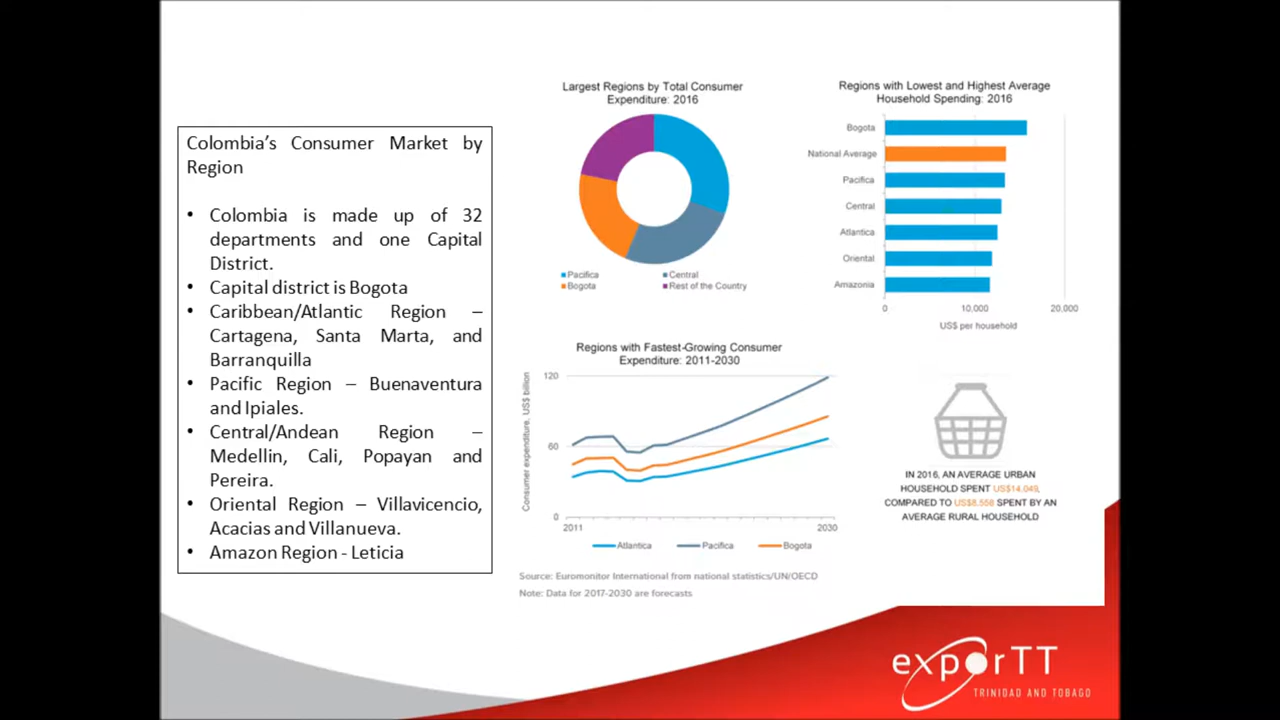 Colombia's Consumer Market by
Region
• Colombia is made up of 32
departments and one Capital
District.
• Capital district is Bogota
• Caribbean/Atlantic Region –
Cartagena, Santa Marta, and
Barranquilla
• Pacific Region – Buenaventura
and Ipiales.
• Central/Andean Region –
Medellin, Cali, Popayan and
Pereira.
• Oriental Region – Villavicencio,
Acacias and Villanueva.
• Amazon Region - Leticia
Largest Regions by Total Consumer
Expenditure: 2016
Pacifica
Central
Bogota
Rest of the Country
Regions with Lowest and Highest Average
Household Spending: 2016
Bogota
National Average
Pacifica
Central
Atlantica
Oriental
Amazonia
0 10,000 20,000
US$ per household
Regions with Fastest-Growing Consumer
Expenditure: 2011-2030
Consumer expenditure, US$ billion
120
60
0
2011 2030
Atlantica Pacifica Bogota
IN 2016, AN AVERAGE URBAN
HOUSEHOLD SPENT US$14,049,
COMPARED TO US$8,556 SPENT BY AN
AVERAGE RURAL HOUSEHOLD
Source: Euromonitor International from national statistics/UN/OECD
Note: Data for 2017-2030 are forecasts
exporTT
TRINIDAD AND TOBAGO